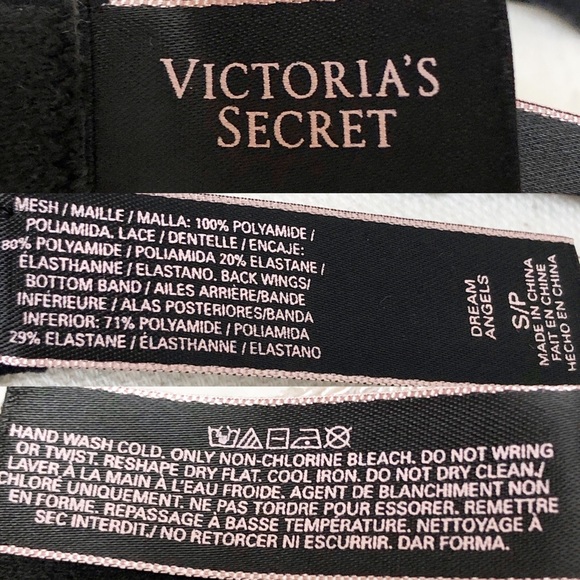 VICTORIA'S
SECRET
MESH / MAILLE / MALLA: 100% POLYAMIDE /
POLIAMIDA. LACE / DENTELLE / ENCAJE:
80% POLYAMIDE / POLIAMIDA 20% ELASTANE /
ÉLASTHANNE / ELASTANO. BACK WINGS/
BOTTOM BAND / AILES ARRIÈRE/BANDE
INFÉRIEURE / ALAS POSTERIORES/BANDA
INFERIOR: 71% POLYAMIDE / POLIAMIDA
29% ELASTANE / ÉLASTHANNE / ELASTANO
DREAM
ANGELS
S/P
MADE IN CHINA
FAIT EN CHINE
HECHO EN CHINA
HAND WASH COLD. ONLY NON-CHLORINE BLEACH. DO NOT WRING
OR TWIST. RESHAPE DRY FLAT. COOL IRON. DO NOT DRY CLEAN./
LAVER À LA MAIN À L'EAU FROIDE. AGENT DE BLANCHIMENT NON
CHLORÉ UNIQUEMENT. NE PAS TORDRE POUR ESSORER. REMETTRE
EN FORME. REPASSAGE À BASSE TEMPÉRATURE. NETTOYAGE À
SEC INTERDIT./ NO RETORCER NI ESCURRIR. DAR FORMA.